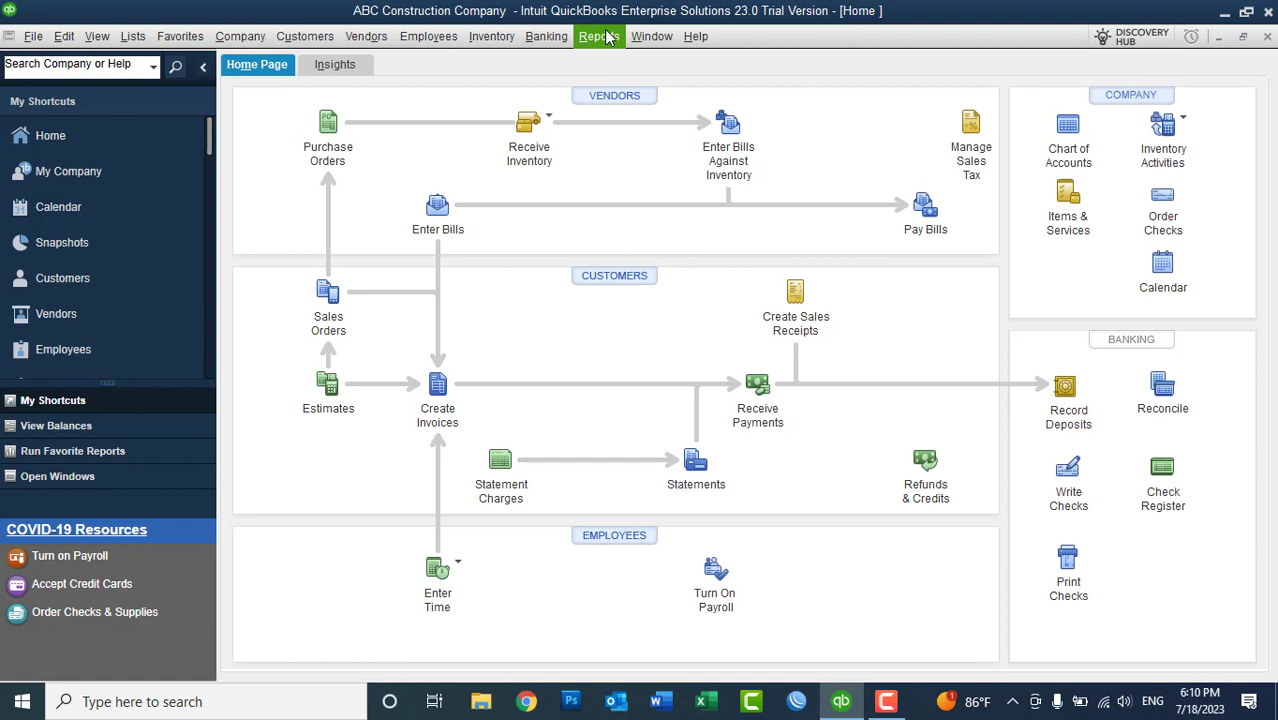 ABC Construction Company - Intuit QuickBooks Enterprise Solutions 23.0 Trial Version - [Home ]
File Edit View Lists Favorites Company Customers Vendors Employees Inventory Banking Reports Window Help
DISCOVERY
HUB
Search Company or Help
Home Page
Insights
My Shortcuts
Home
My Company
Calendar
Snapshots
Customers
Vendors
Employees
My Shortcuts
View Balances
Run Favorite Reports
Open Windows
COVID-19 Resources
Turn on Payroll
Accept Credit Cards
Order Checks & Supplies
VENDORS
Purchase
Orders
Receive
Inventory
Enter Bills
Against
Inventory
Manage
Sales
Tax
Enter Bills
Pay Bills
CUSTOMERS
Sales
Orders
Create Sales
Receipts
Estimates
Create
Invoices
Receive
Payments
Statement
Charges
Statements
Refunds
& Credits
EMPLOYEES
Enter
Time
Turn On
Payroll
COMPANY
Chart of
Accounts
Inventory
Activities
Items &
Services
Order
Checks
Calendar
BANKING
Record
Deposits
Reconcile
Write
Checks
Check
Register
Print
Checks
Type here to search
86°F
ENG
6:10 PM
7/18/2023